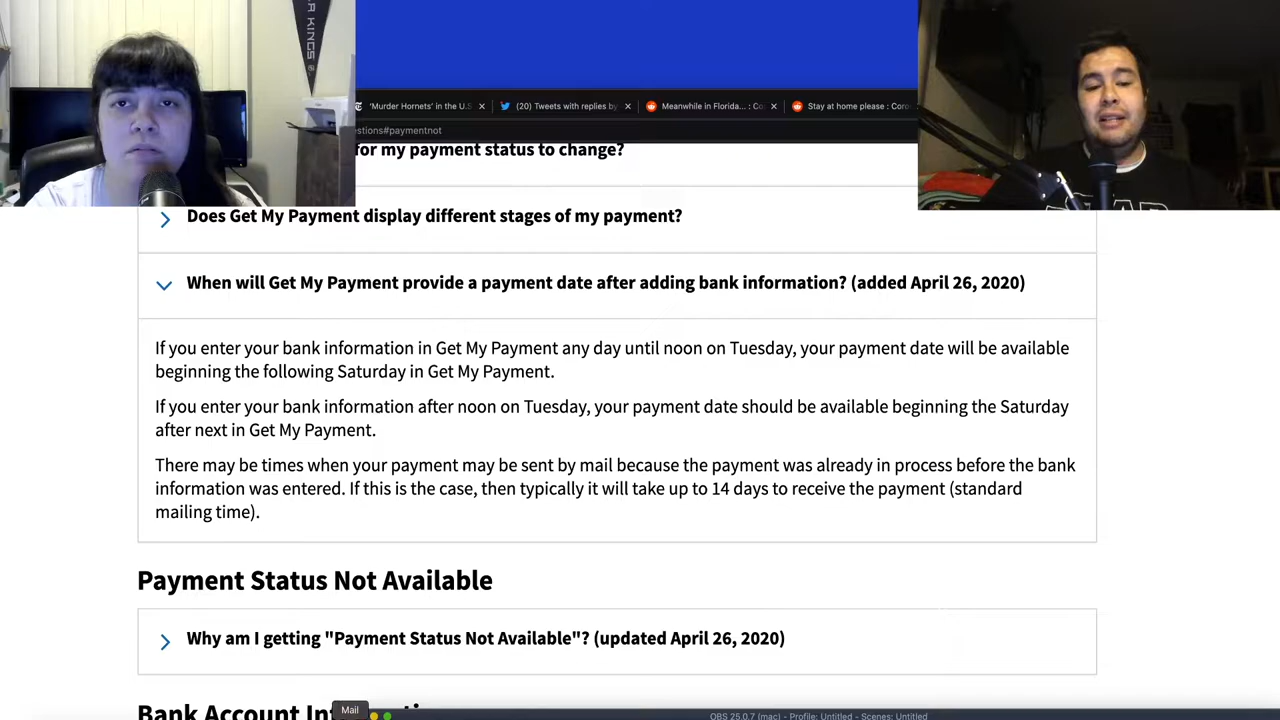 R KINGS
'Murder Hornets' in the U.S
(20) Tweets with replies by
Meanwhile in Florida... : Co
Stay at home please : Coro
estions#paymentnot
for my payment status to change?
Does Get My Payment display different stages of my payment?
When will Get My Payment provide a payment date after adding bank information? (added April 26, 2020)
If you enter your bank information in Get My Payment any day until noon on Tuesday, your payment date will be available
beginning the following Saturday in Get My Payment.
If you enter your bank information after noon on Tuesday, your payment date should be available beginning the Saturday
after next in Get My Payment.
There may be times when your payment may be sent by mail because the payment was already in process before the bank
information was entered. If this is the case, then typically it will take up to 14 days to receive the payment (standard
mailing time).
Payment Status Not Available
Why am I getting "Payment Status Not Available"? (updated April 26, 2020)
Bank Account In
Mail
OBS 25.0.7 (mac) - Profile: Untitled - Scenes: Untitled